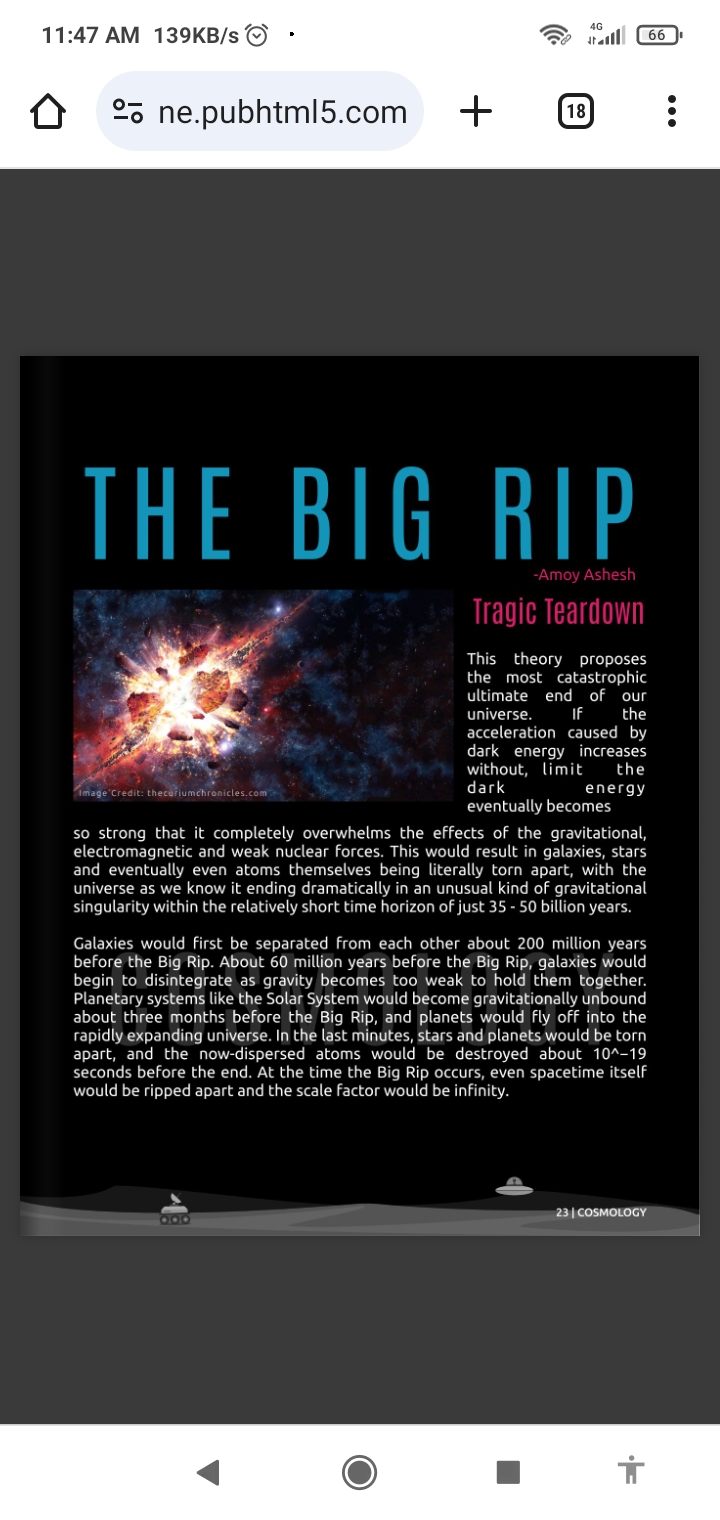 11:47 AM 139KB/s
4G
66
ne.pubhtml5.com
18
THE BIG RIP
-Amoy Ashesh
Tragic Teardown
This theory proposes
the most catastrophic
ultimate end of our
universe. If the
acceleration caused by
dark energy increases
without, limit the
dark energy
eventually becomes
Image Credit: thecuriumchronicles.com
so strong that it completely overwhelms the effects of the gravitational,
electromagnetic and weak nuclear forces. This would result in galaxies, stars
and eventually even atoms themselves being literally torn apart, with the
universe as we know it ending dramatically in an unusual kind of gravitational
singularity within the relatively short time horizon of just 35 - 50 billion years.
Galaxies would first be separated from each other about 200 million years
before the Big Rip. About 60 million years before the Big Rip, galaxies would
begin to disintegrate as gravity becomes too weak to hold them together.
Planetary systems like the Solar System would become gravitationally unbound
about three months before the Big Rip, and planets would fly off into the
rapidly expanding universe. In the last minutes, stars and planets would be torn
apart, and the now-dispersed atoms would be destroyed about 10^−19
seconds before the end. At the time the Big Rip occurs, even spacetime itself
would be ripped apart and the scale factor would be infinity.
COSMOLOGY
23 | COSMOLOGY